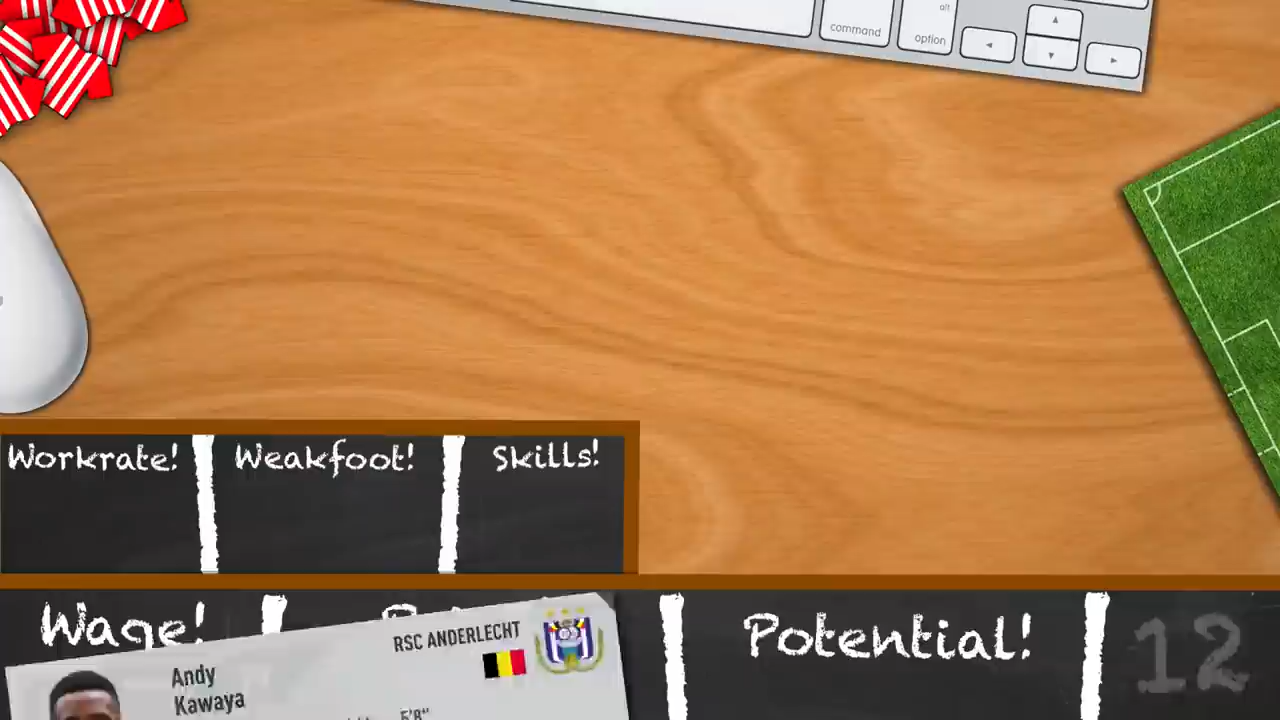 alt
command
option
Workrate!
Weakfoot!
Skills!
Wage!
Potential!
12
RSC ANDERLECHT
Andy
Kawaya
5'8"